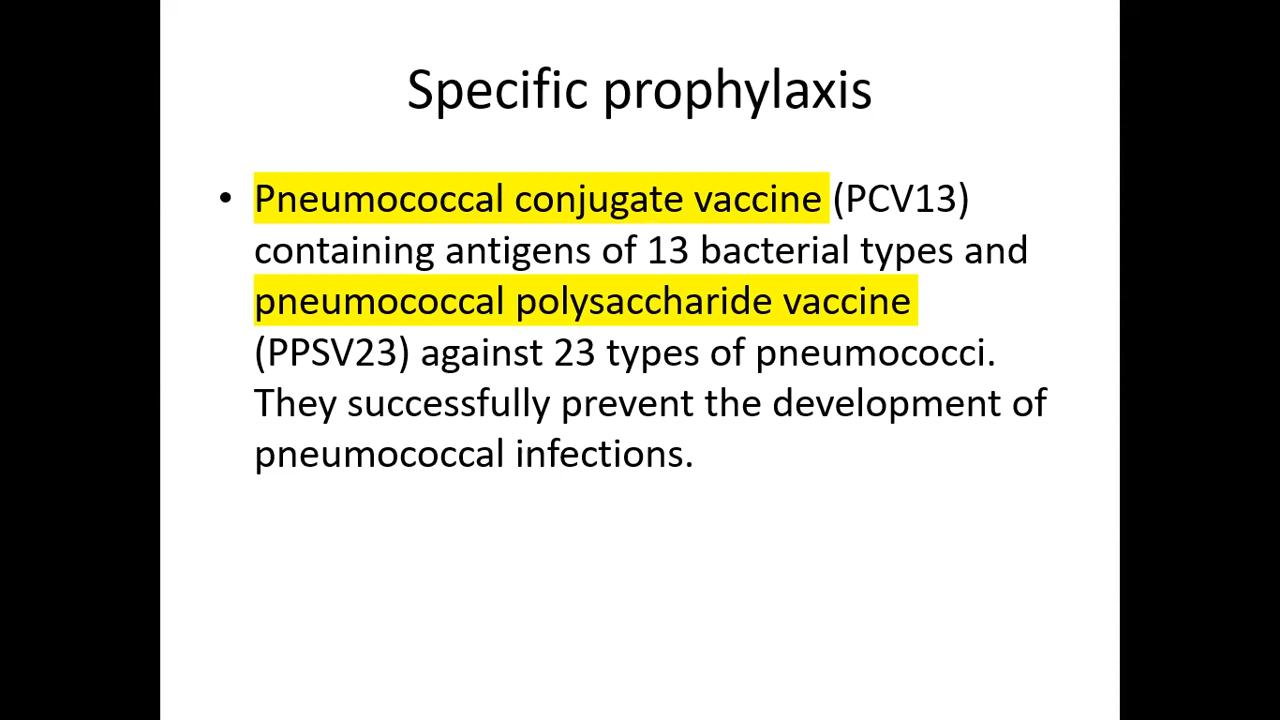 Specific prophylaxis
• Pneumococcal conjugate vaccine (PCV13)
containing antigens of 13 bacterial types and
pneumococcal polysaccharide vaccine
(PPSV23) against 23 types of pneumococci.
They successfully prevent the development of
pneumococcal infections.